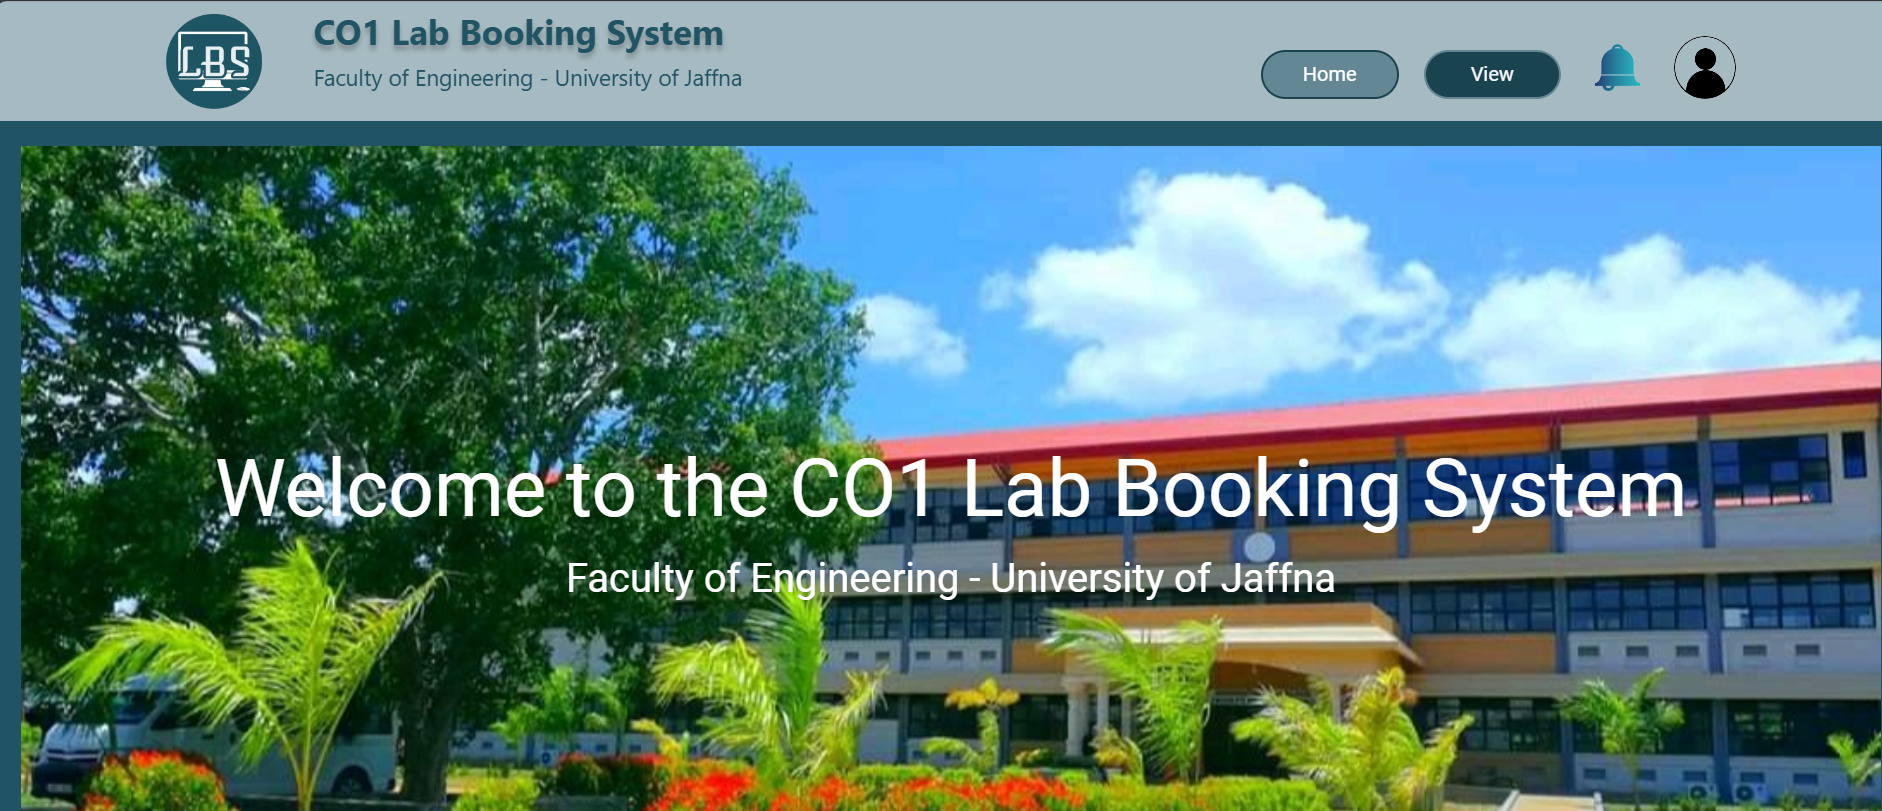 LBS
CO1 Lab Booking System
Faculty of Engineering - University of Jaffna
Home
View
Welcome to the CO1 Lab Booking System
Faculty of Engineering - University of Jaffna